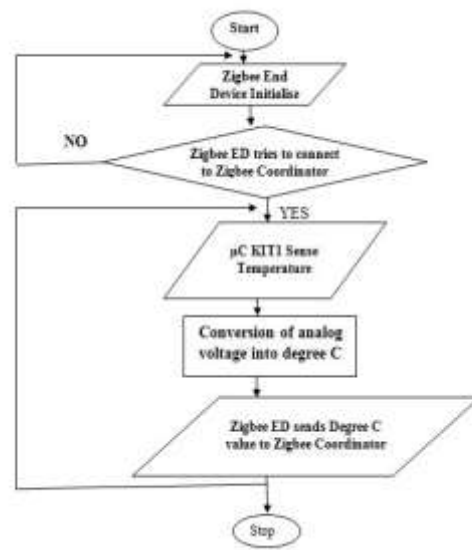 Start
Zigbee End
Device Initialise
NO
Zigbee ED tries to connect
to Zigbee Coordinator
YES
µC KIT1 Sense
Temperature
Conversion of analog
voltage into degree C
Zigbee ED sends Degree C
value to Zigbee Coordinator
Stop